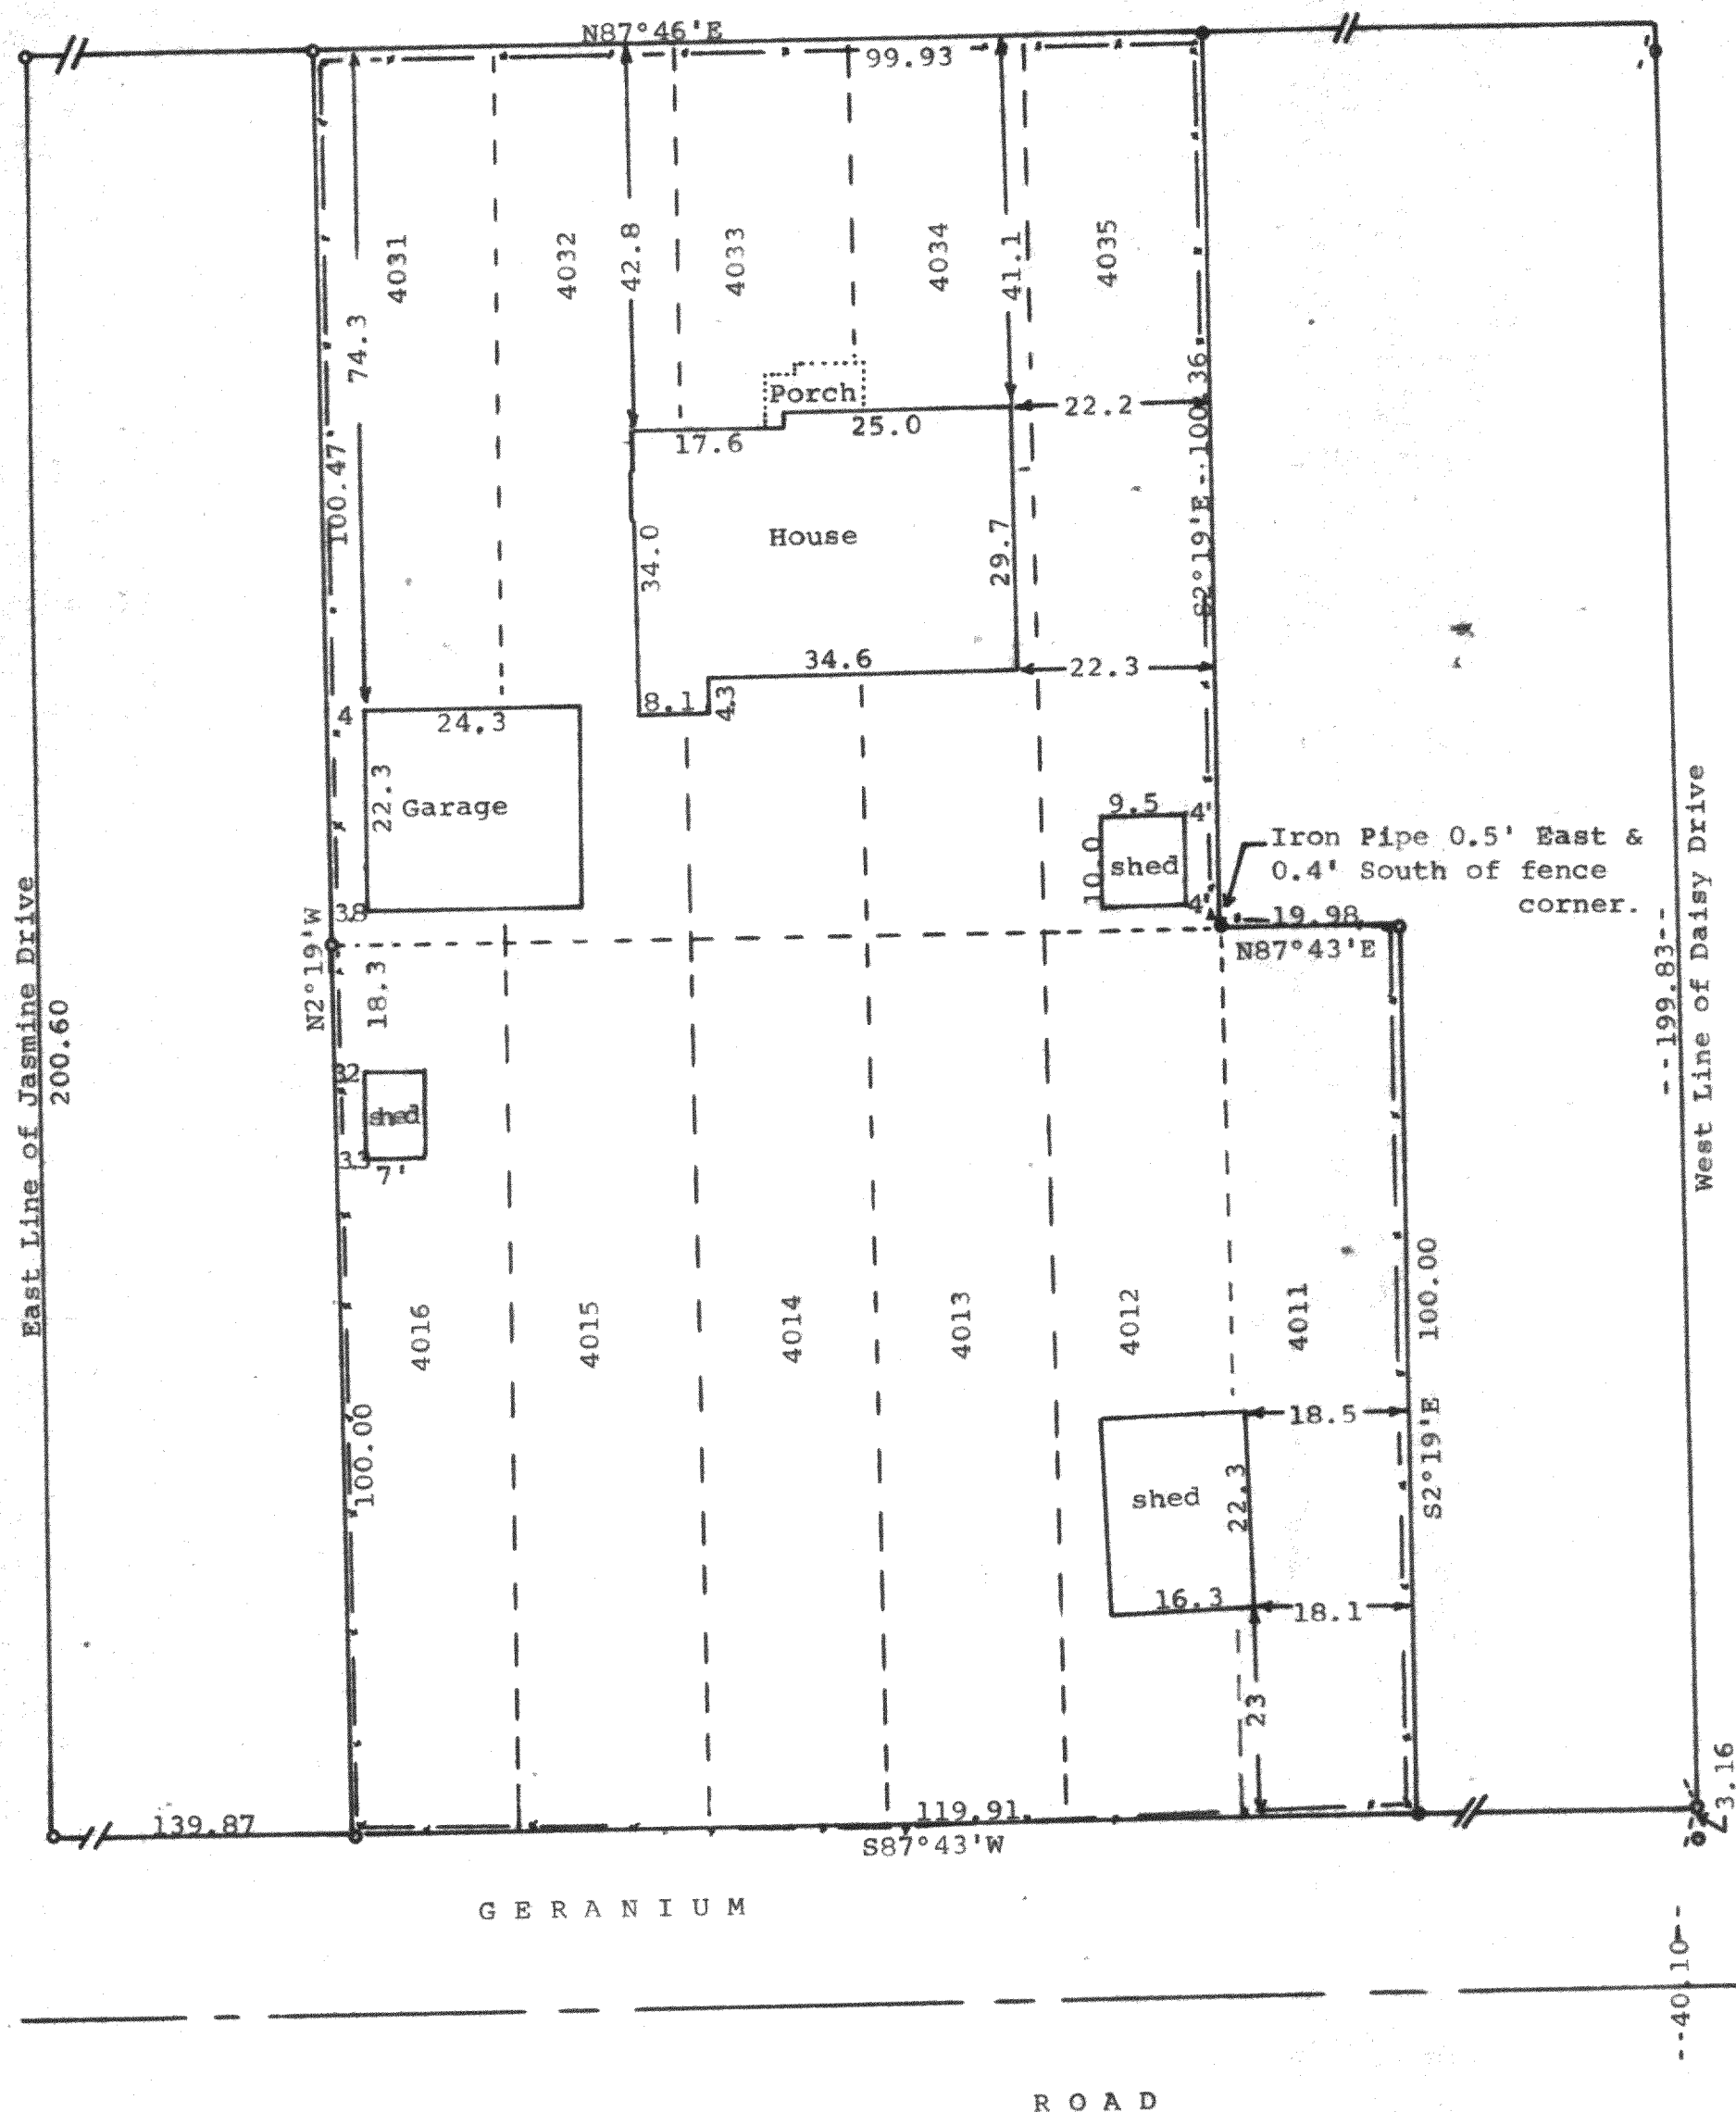 N87°46'E
99.93
4031
4032
42.8
4033
4034
41.1
4035
74.3
100.47'
Porch
22.2
17.6
25.0
S2°19'E--100.36
House
34.0
29.7
34.6
22.3
8.1
4.3
4
24.3
22.3
Garage
38
9.5
4'
10.0
shed
4'
Iron Pipe 0.5' East &
0.4' South of fence
corner.
19.98
N87°43'E
East Line of Jasmine Drive
200.60
N2°19'W
18.3
32
shed
33
7'
--199.83--
West Line of Daisy Drive
4016
4015
4014
4013
4012
4011
100.00
S2°19'E 100.00
18.5
shed
22.3
16.3
18.1
23
139.87
119.91
S87°43'W
3.16
GERANIUM
--40.10--
ROAD